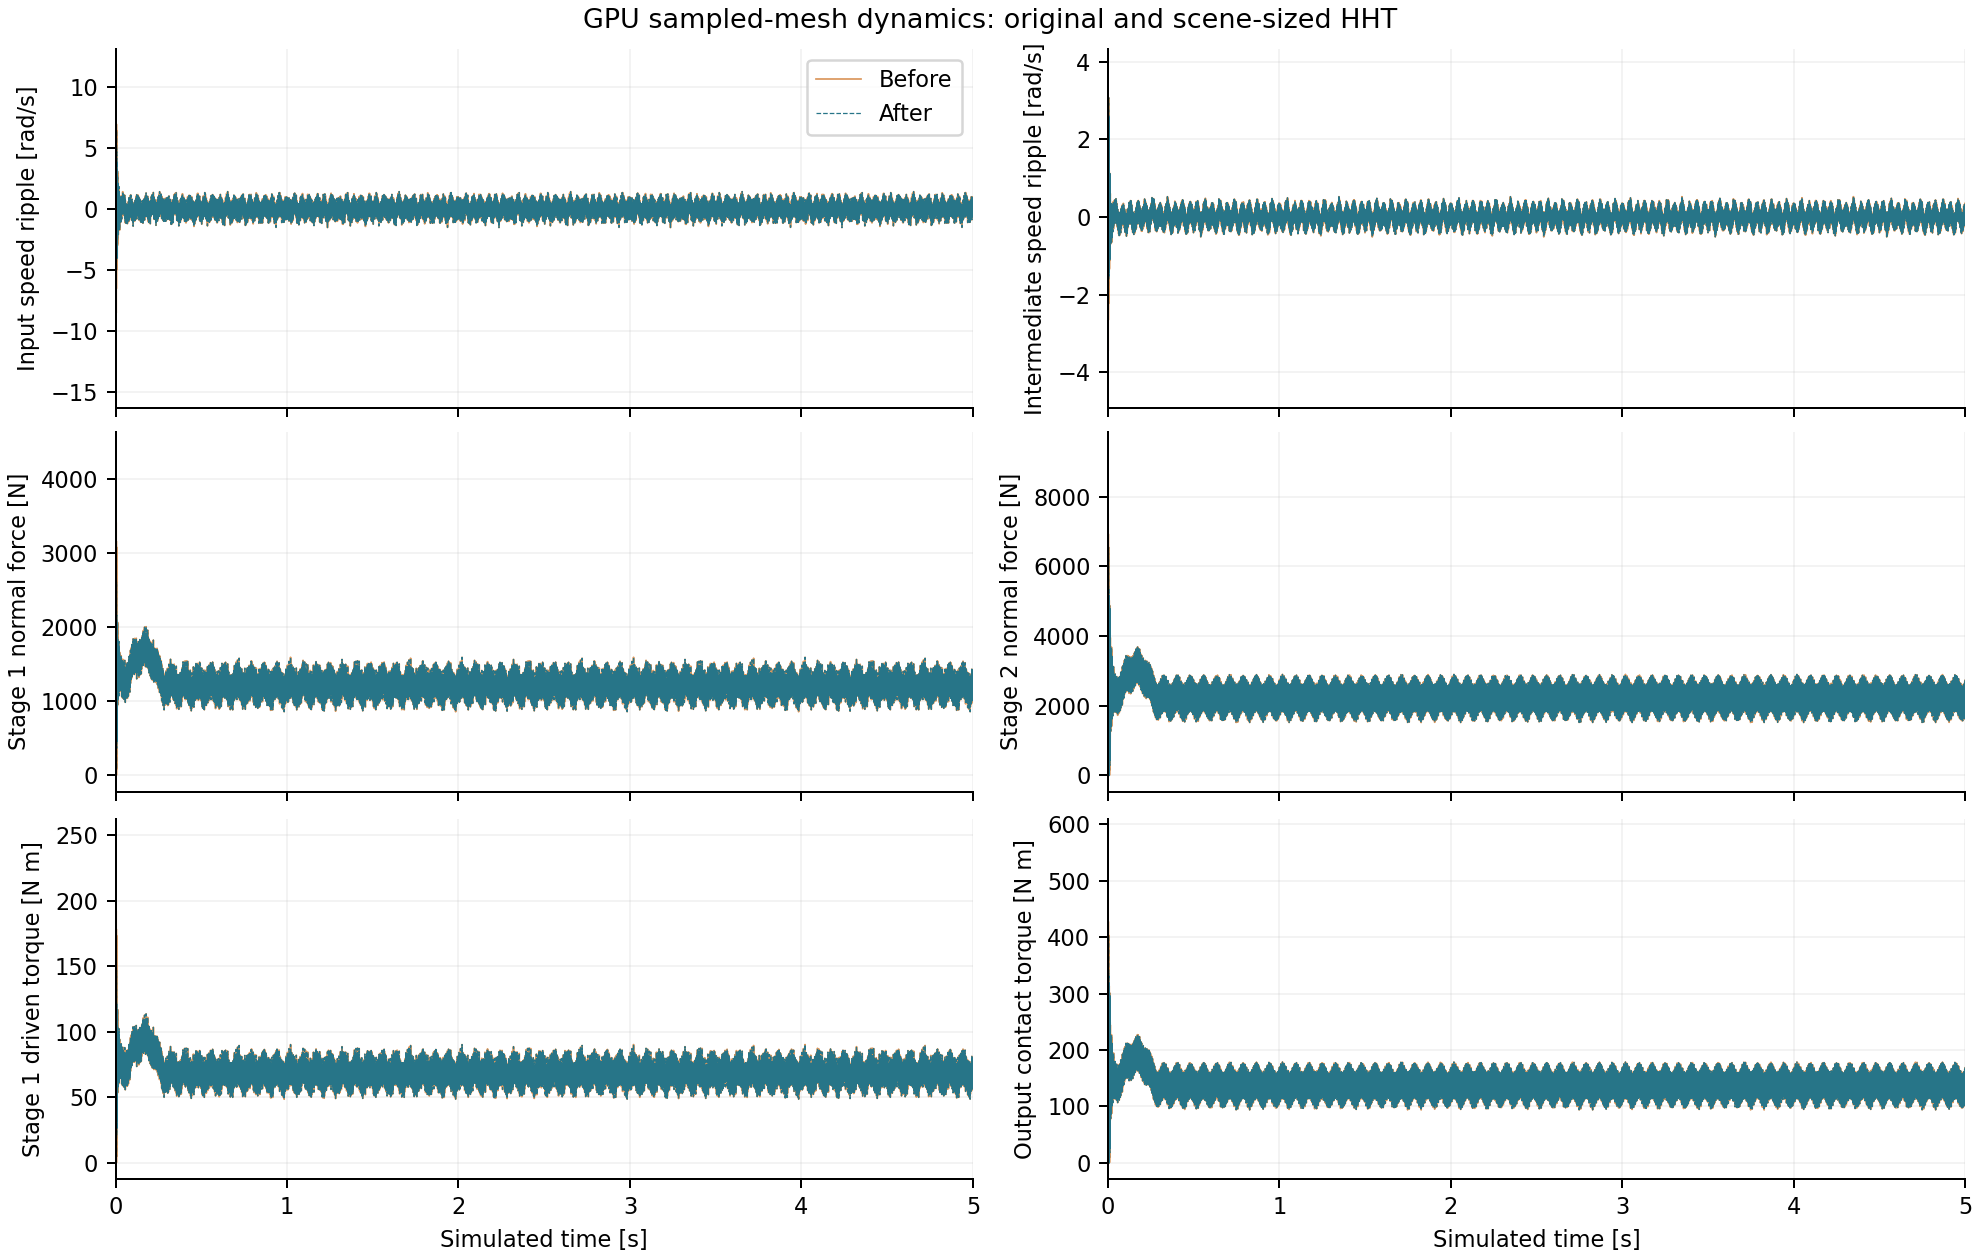 GPU sampled-mesh dynamics: original and scene-sized HHT
Input speed ripple [rad/s]
10
5
0
−5
−10
−15
Before
After
Intermediate speed ripple [rad/s]
4
2
0
−2
−4
Stage 1 normal force [N]
4000
3000
2000
1000
0
Stage 2 normal force [N]
8000
6000
4000
2000
0
Stage 1 driven torque [N m]
250
200
150
100
50
0
0 1 2 3 4 5
Simulated time [s]
Output contact torque [N m]
600
500
400
300
200
100
0
0 1 2 3 4 5
Simulated time [s]